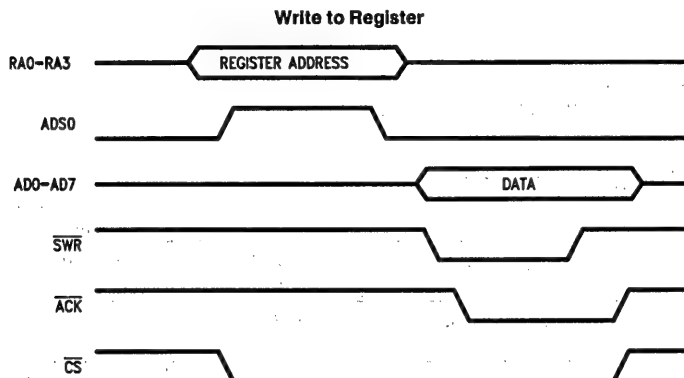 Write to Register
RA0-RA3
REGISTER ADDRESS
ADS0
AD0-AD7
DATA
SWR
ACK
CS